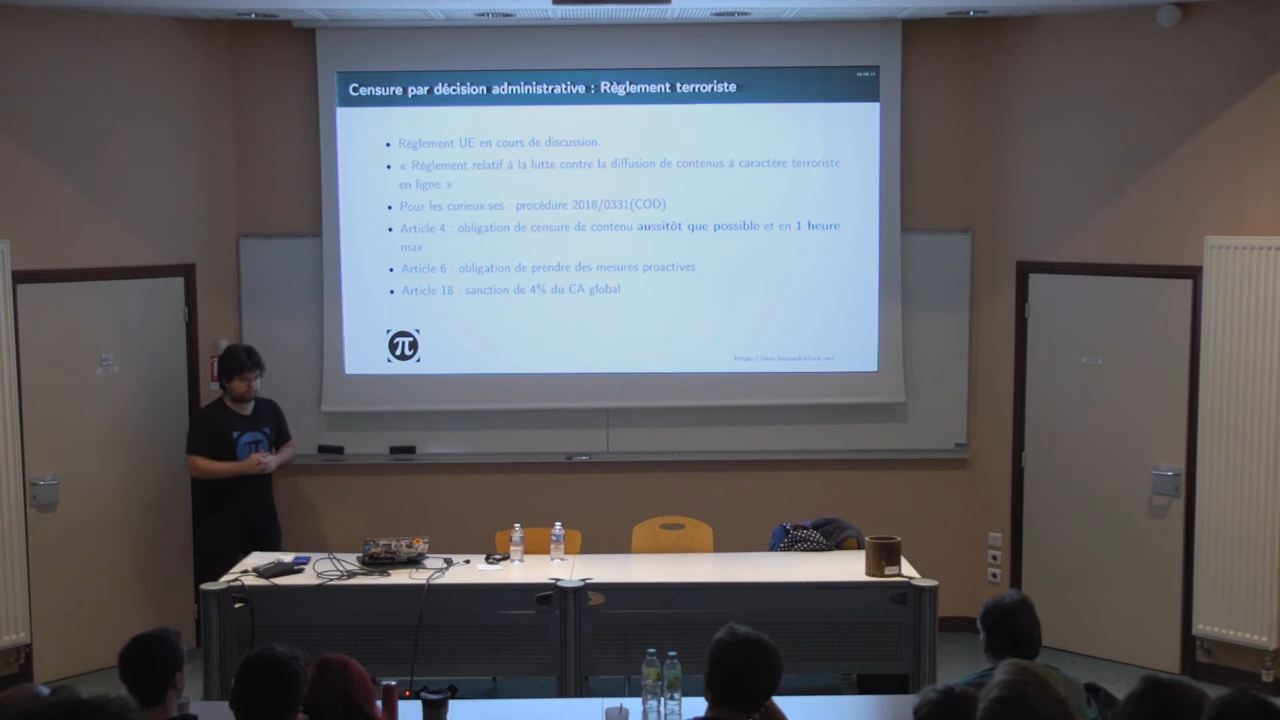 Censure par décision administrative : Règlement terroriste
• Règlement UE en cours de discussion.
• « Règlement relatif à la lutte contre la diffusion de contenus à caractère terroriste
en ligne »
• Pour les curieux·ses : procédure 2018/0331(COD)
• Article 4 : obligation de censure de contenu aussitôt que possible et en 1 heure
max
• Article 6 : obligation de prendre des mesures proactives
• Article 18 : sanction de 4% du CA global
π
π